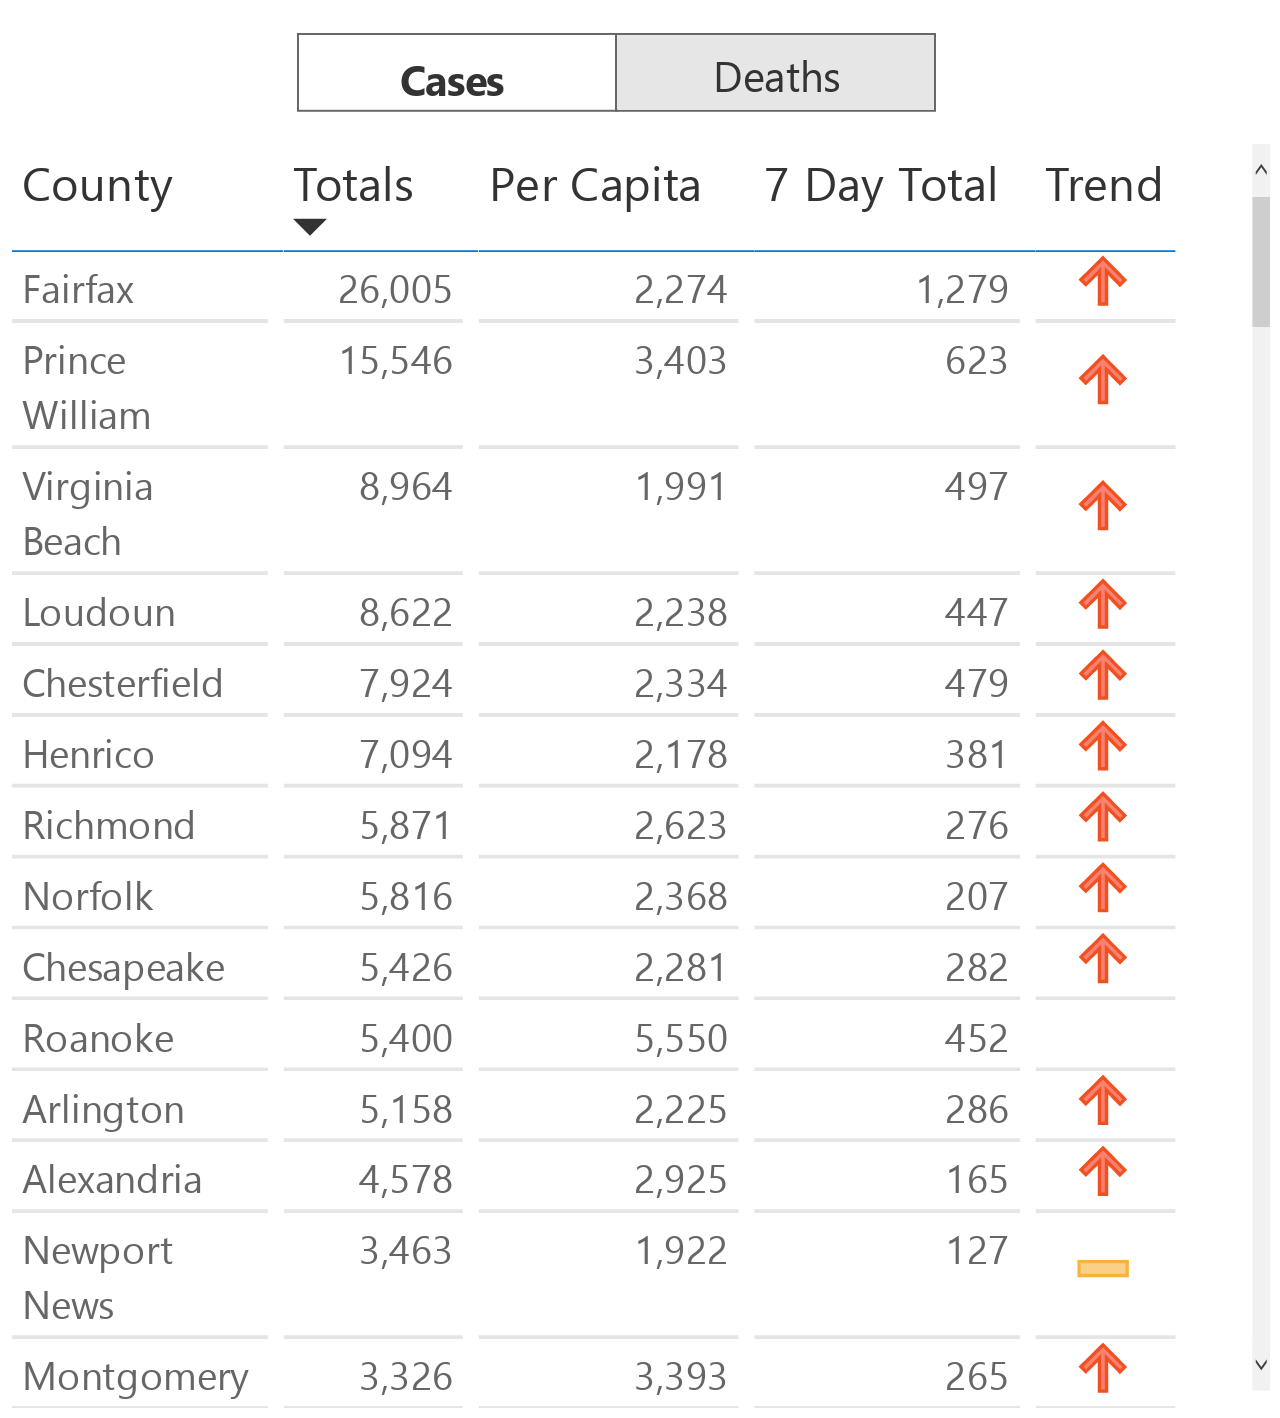 Cases Deaths
County Totals Per Capita 7 Day Total Trend
Fairfax 26,005 2,274 1,279
Prince 15,546 3,403 623
William
Virginia 8,964 1,991 497
Beach
Loudoun 8,622 2,238 447
Chesterfield 7,924 2,334 479
Henrico 7,094 2,178 381
Richmond 5,871 2,623 276
Norfolk 5,816 2,368 207
Chesapeake 5,426 2,281 282
Roanoke 5,400 5,550 452
Arlington 5,158 2,225 286
Alexandria 4,578 2,925 165
Newport 3,463 1,922 127
News
Montgomery 3,326 3,393 265